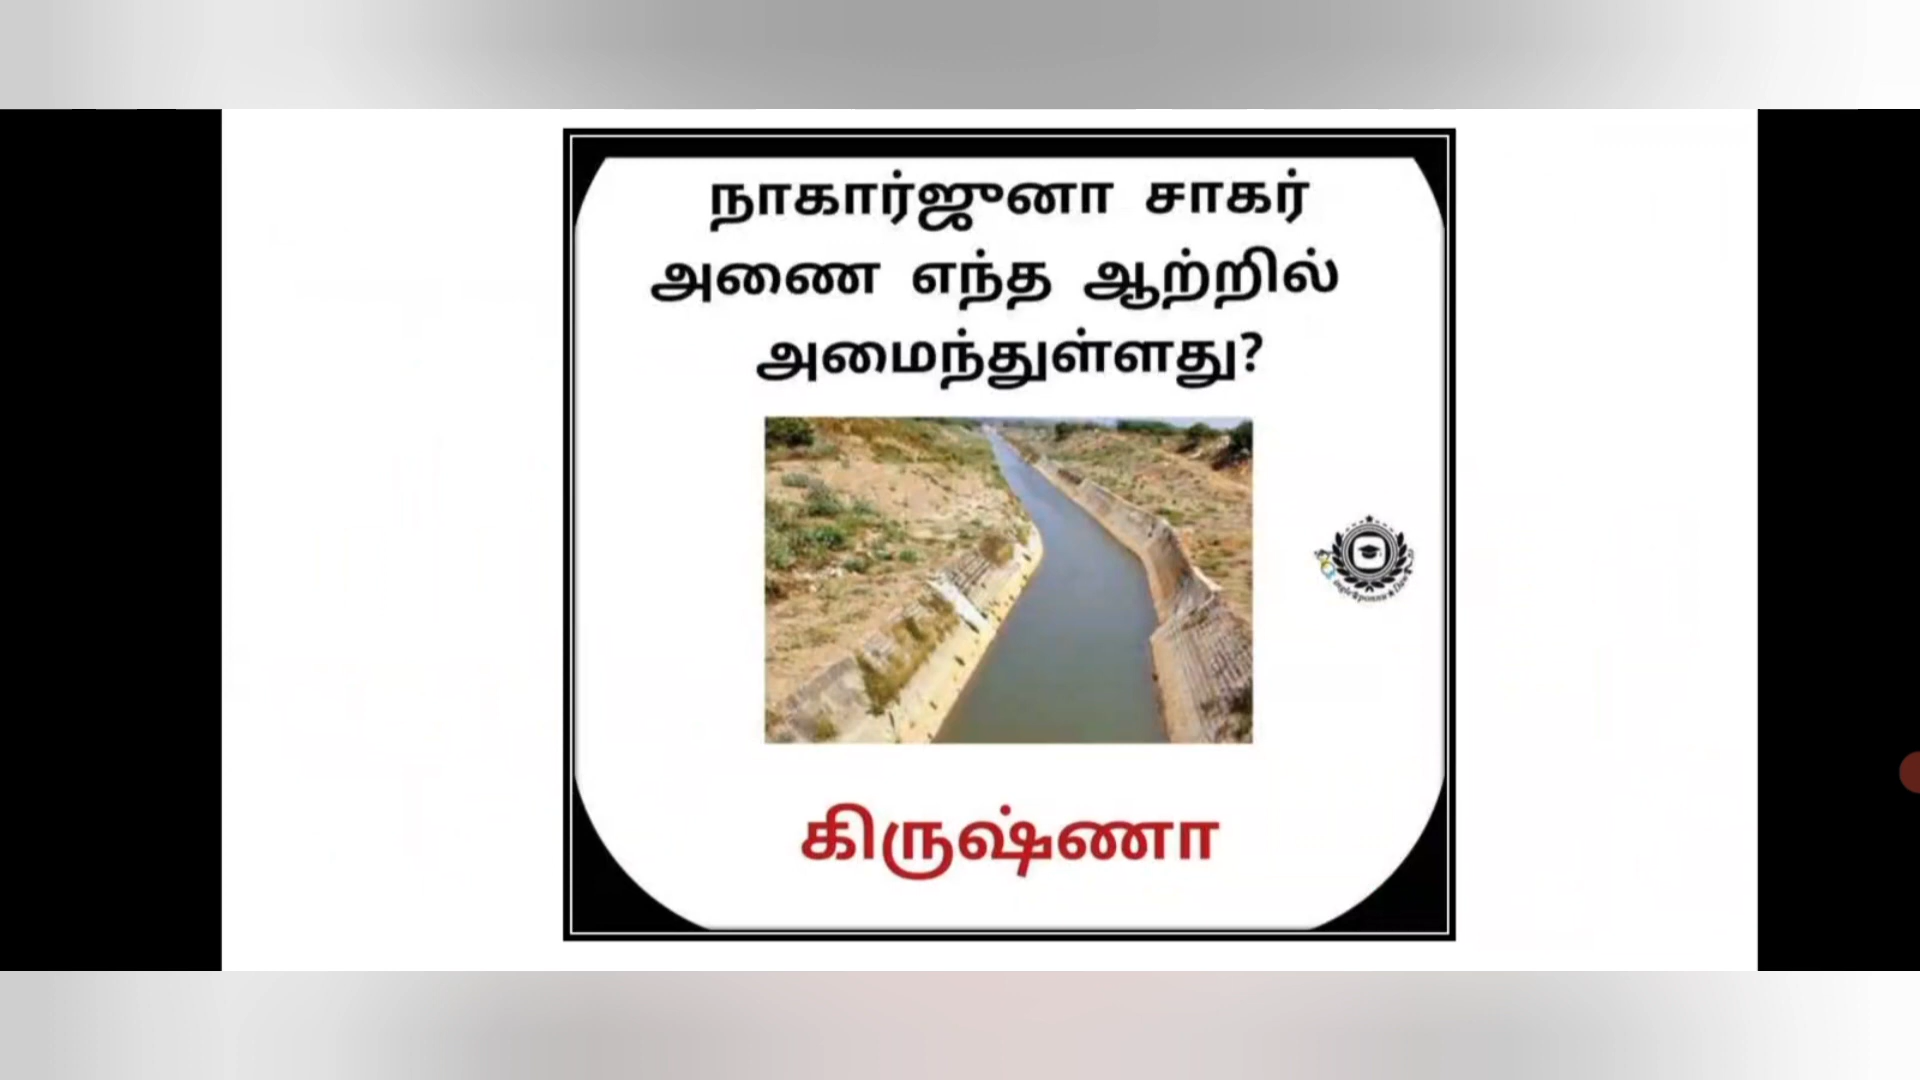 நாகார்ஜுனா சாகர்
அணை எந்த ஆற்றில்
அமைந்துள்ளது?
கிருஷ்ணா